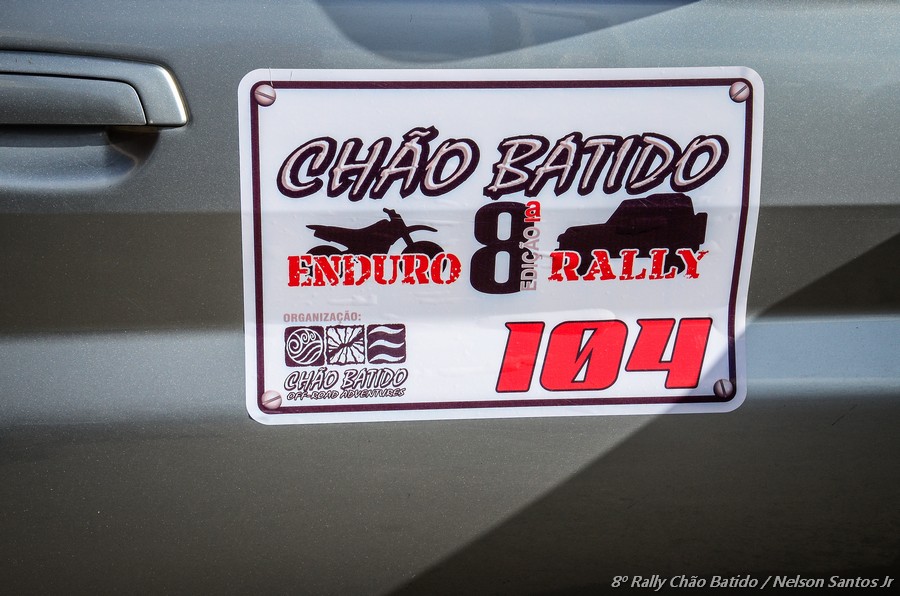 CHÃO BATIDO
ENDURO 8ª EDIÇÃO RALLY
ORGANIZAÇÃO:
CHÃO BATIDO
OFF-ROAD ADVENTURES
104
8º Rally Chão Batido / Nelson Santos Jr